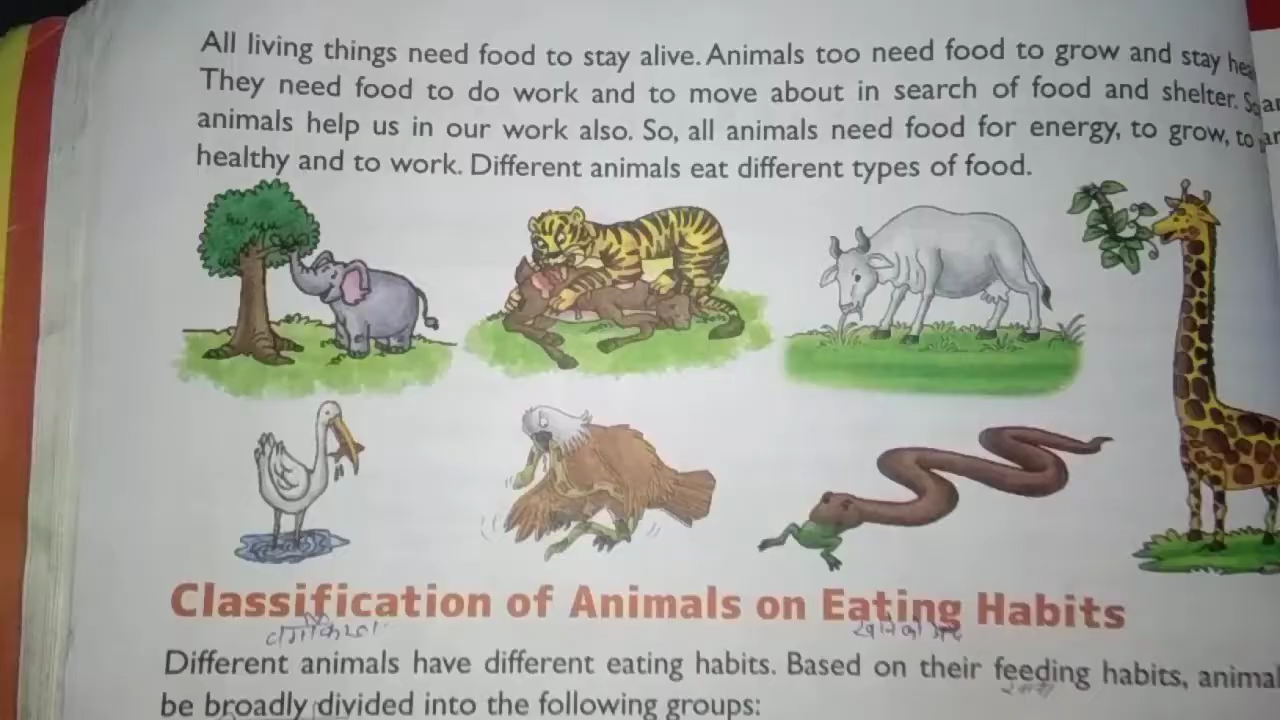 All living things need food to stay alive. Animals too need food to grow and stay
They need food to do work and to move about in search of food and shelter.
animals help us in our work also. So, all animals need food for energy, to grow, to
healthy and to work. Different animals eat different types of food.
Classification of Animals on Eating Habits
Different animals have different eating habits. Based on their feeding habits,
be broadly divided into the following groups: